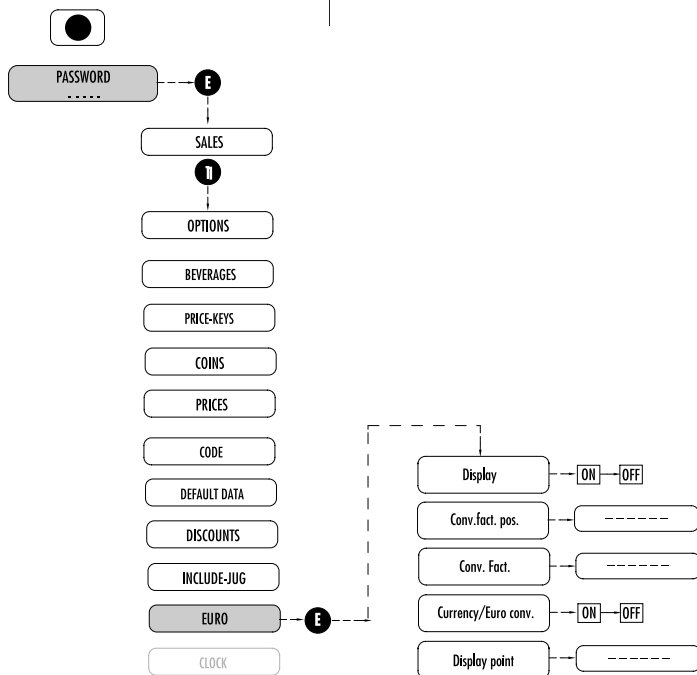 PASSWORD
- - - - -
E
SALES
OPTIONS
BEVERAGES
PRICE-KEYS
COINS
PRICES
CODE
DEFAULT DATA
DISCOUNTS
INCLUDE-JUG
EURO
E
CLOCK
Display
ON
OFF
Conv.fact. pos.
- - - - - -
Conv. Fact.
- - - - - -
Currency/Euro conv.
ON
OFF
Display point
- - - - - -